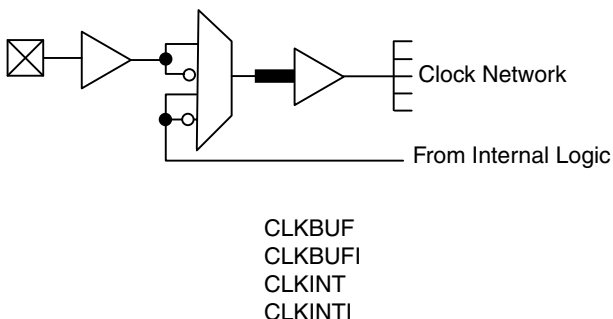 Clock Network
From Internal Logic
CLKBUF
CLKBUFI
CLKINT
CLKINTI